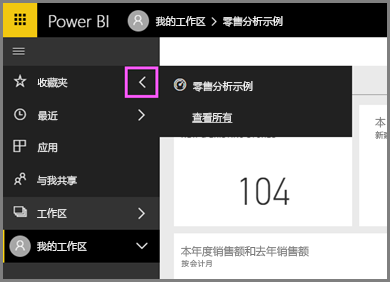 Power BI 我的工作区 > 零售分析示例
收藏夹
零售分析示例
最近
查看所有
应用
与我共享
工作区
我的工作区
104
本年度销售额和去年销售额
按会计月
本
新建